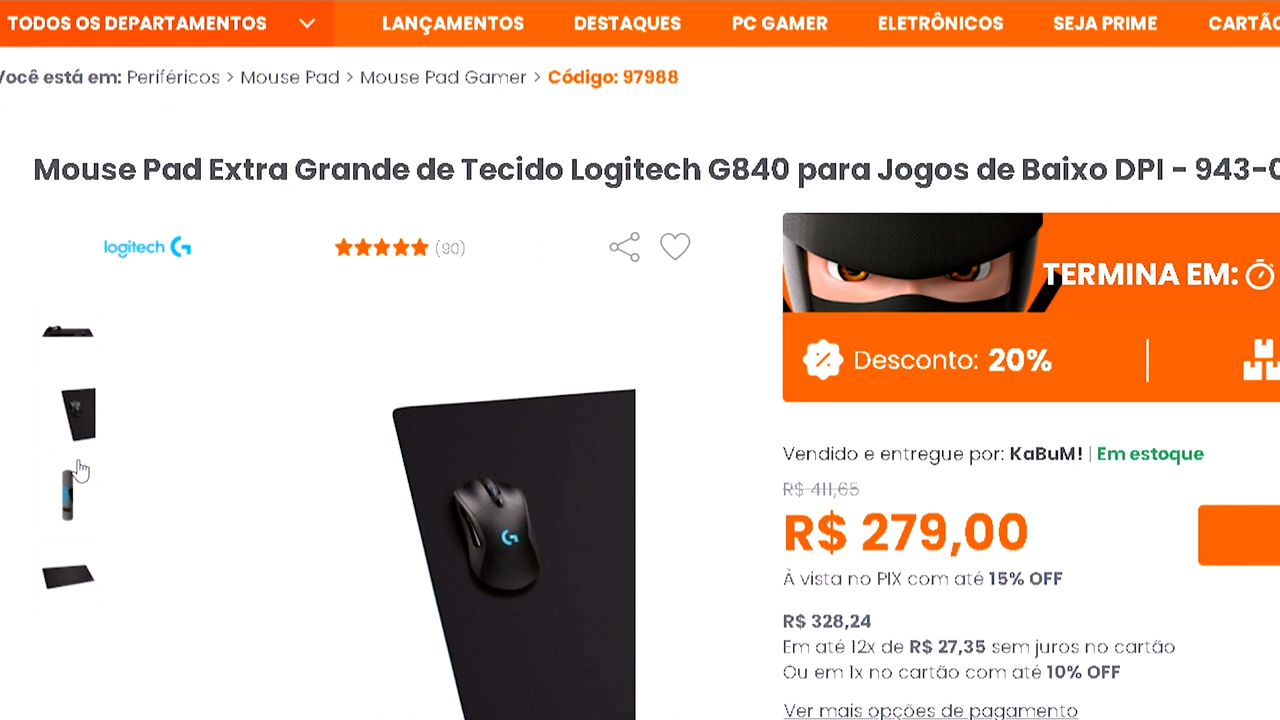 TODOS OS DEPARTAMENTOS LANÇAMENTOS DESTAQUES PC GAMER ELETRÔNICOS SEJA PRIME CARTÃO
Você está em: Periféricos > Mouse Pad > Mouse Pad Gamer > Código: 97988
Mouse Pad Extra Grande de Tecido Logitech G840 para Jogos de Baixo DPI - 943-0
logitech G
(90)
TERMINA EM:
Desconto: 20%
Vendido e entregue por: KaBuM! | Em estoque
R$ 411,65
R$ 279,00
À vista no PIX com até 15% OFF
R$ 328,24
Em até 12x de R$ 27,35 sem juros no cartão
Ou em 1x no cartão com até 10% OFF
Ver mais opções de pagamento